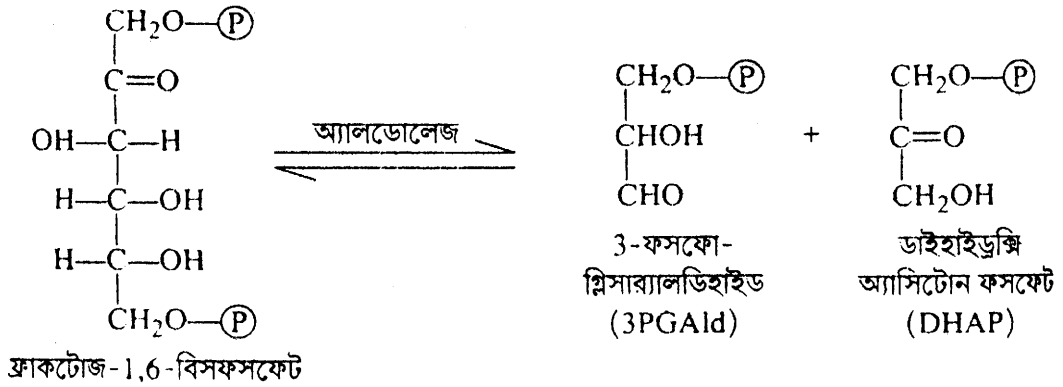 CH₂O—Ⓟ
C=O
OH—C—H
H—C—OH
H—C—OH
CH₂O—Ⓟ
ফ্রাকটোজ-1,6-বিসফসফেট
অ্যালডোলেজ
CH₂O—Ⓟ
CHOH
CHO
3-ফসফো-
গ্লিসার‍্যালডিহাইড
(3PGAld)
+
CH₂O—Ⓟ
C=O
CH₂OH
ডাইহাইড্রক্সি
অ্যাসিটোন ফসফেট
(DHAP)